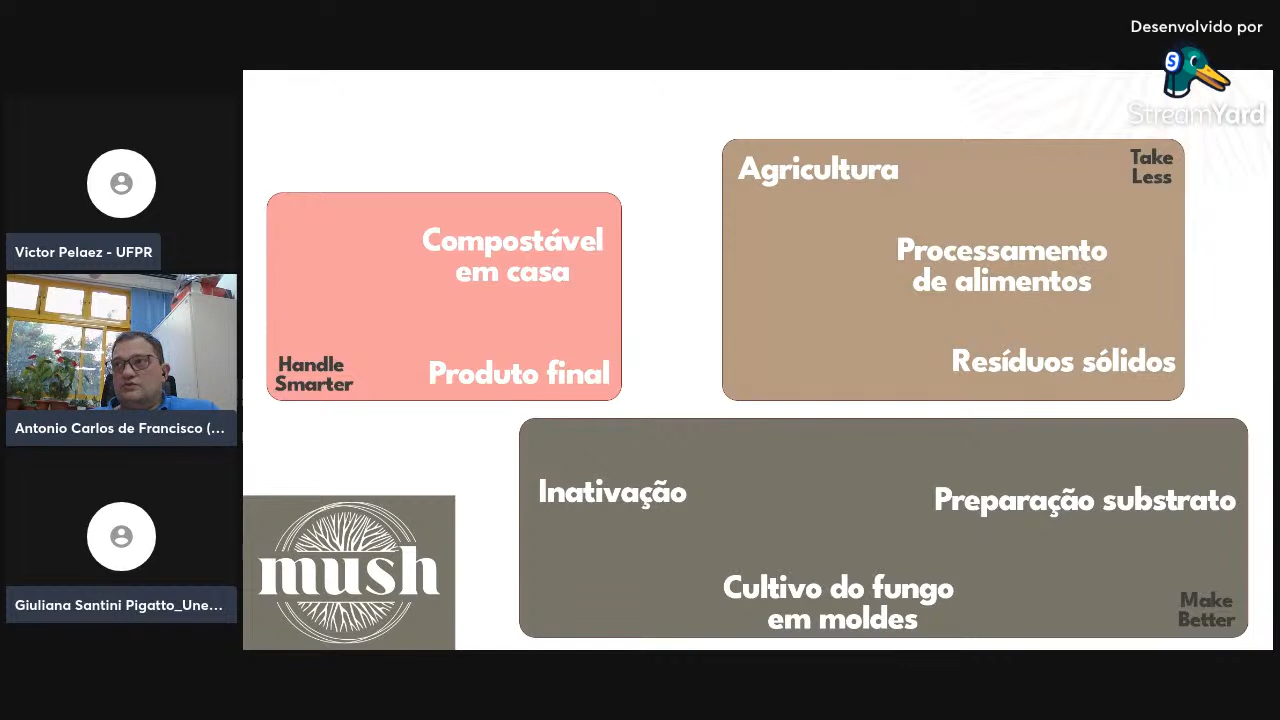 Desenvolvido por
StreamYard
Victor Pelaez - UFPR
Antonio Carlos de Francisco (...
Giuliana Santini Pigatto_Une...
Agricultura
Take
Less
Processamento
de alimentos
Resíduos sólidos
Compostável
em casa
Handle
Smarter
Produto final
Inativação
Preparação substrato
Cultivo do fungo
em moldes
Make
Better
mush